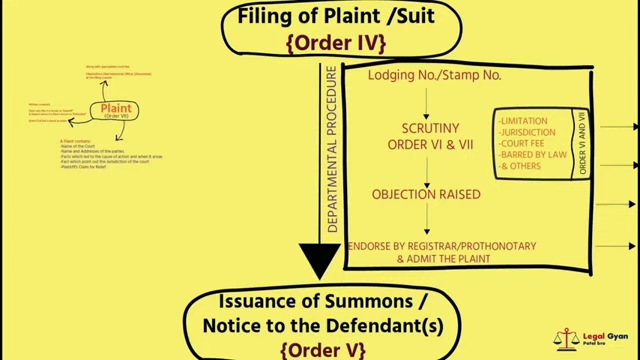 Filing of Plaint /Suit
{Order IV}
Plaint
(Order VII)
A Plaint contains:
-Name of the Court
-Name and Addresses of the parties
-Facts which led to the cause of action and when it arose.
-Fact which point out the jurisdiction of the court
-Plaintiff's Claim for Relief
DEPARTMENTAL PROCEDURE
Lodging No./Stamp No.
SCRUTINY
ORDER VI & VII
-LIMITATION
-JURISDICTION
-COURT FEE
-BARRED BY LAW
-& OTHERS
ORDER VI AND VII
OBJECTION RAISED
ENDORSE BY REGISTRAR/PROTHONOTARY
& ADMIT THE PLAINT
Issuance of Summons /
Notice to the Defendant(s)
{Order V}
Legal Gyan
Patel bro